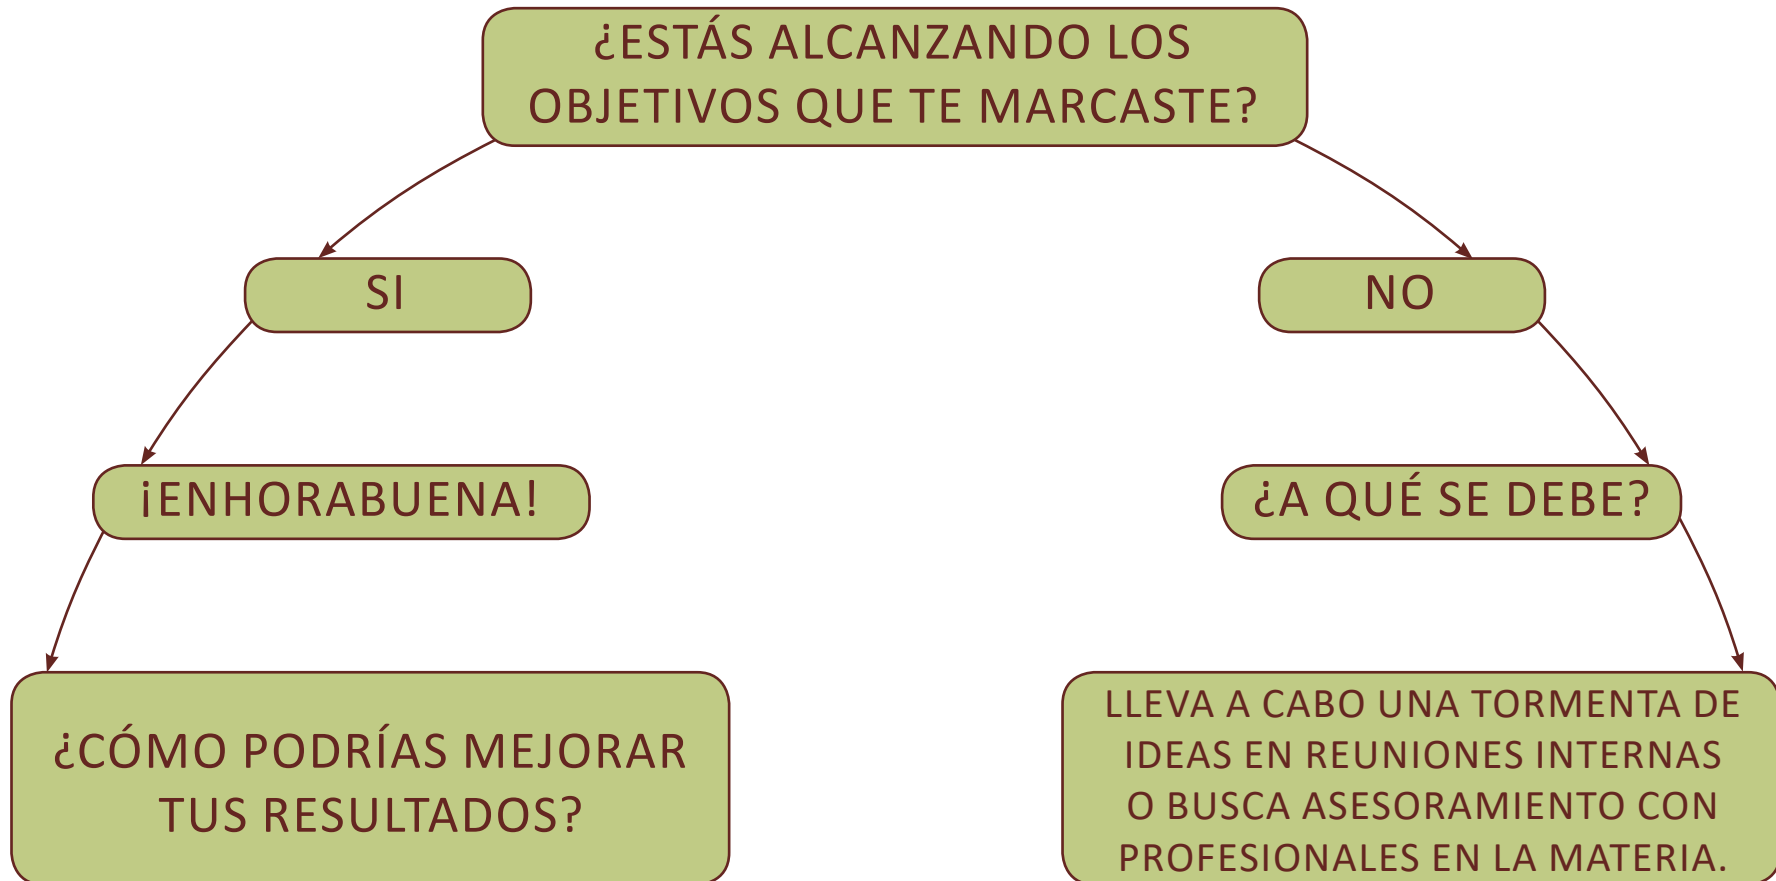 ¿ESTÁS ALCANZANDO LOS
OBJETIVOS QUE TE MARCASTE?
SI
NO
¡ENHORABUENA!
¿A QUÉ SE DEBE?
¿CÓMO PODRÍAS MEJORAR
TUS RESULTADOS?
LLEVA A CABO UNA TORMENTA DE
IDEAS EN REUNIONES INTERNAS
O BUSCA ASESORAMIENTO CON
PROFESIONALES EN LA MATERIA.